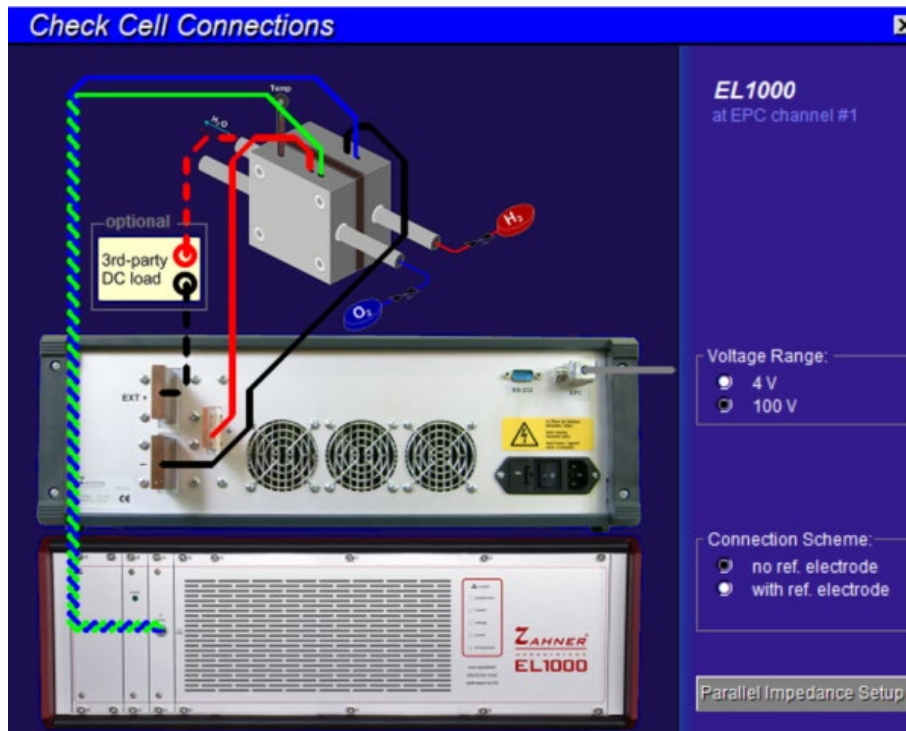 Check Cell Connections
X
EL1000
at EPC channel #1
Temp
H₂O
optional
3rd-party
DC load
H₂
O₂
EXT +
–
RS-232
EPC
CE
Voltage Range:
4 V
100 V
Connection Scheme:
no ref. electrode
with ref. electrode
ZAHNER
EL1000
Parallel Impedance Setup